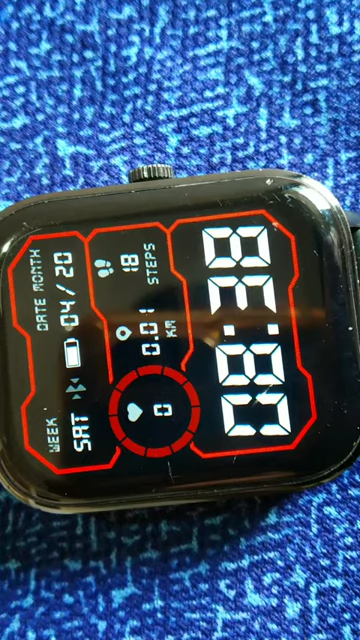 WEEK DATE MONTH
SAT 04/20
0 0.01 18
KM STEPS
08:38